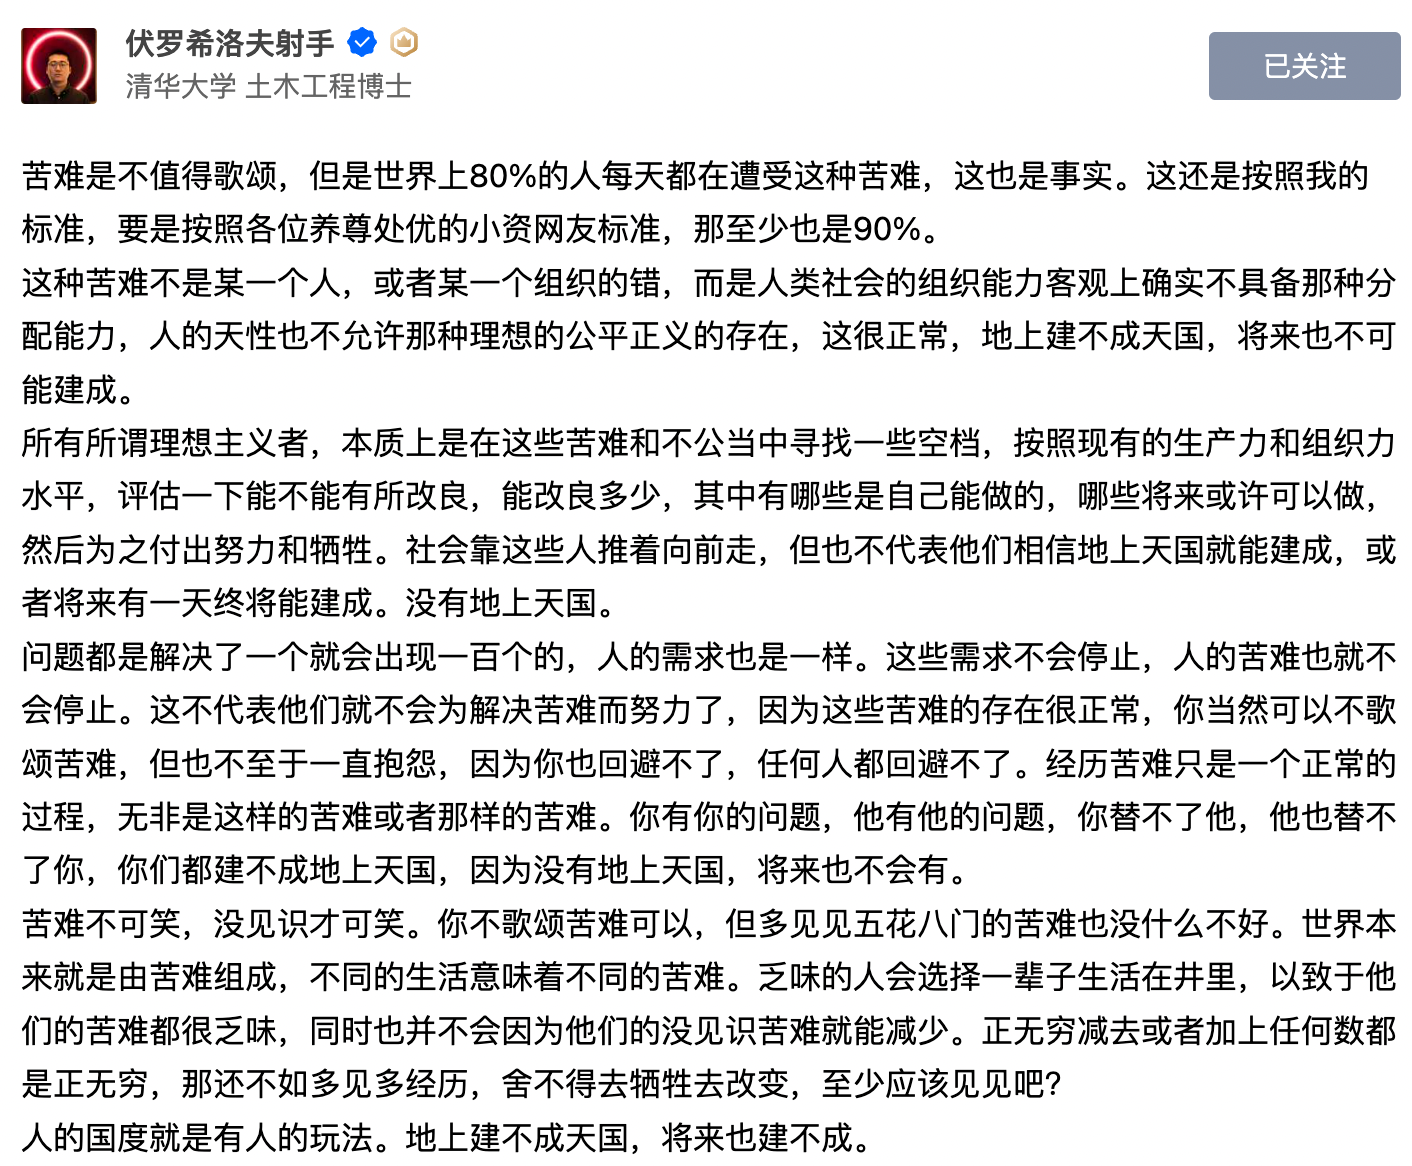 伏罗希洛夫射手
清华大学 土木工程博士
已关注
苦难是不值得歌颂，但是世界上80%的人每天都在遭受这种苦难，这也是事实。这还是按照我的
标准，要是按照各位养尊处优的小资网友标准，那至少也是90%。
这种苦难不是某一个人，或者某一个组织的错，而是人类社会的组织能力客观上确实不具备那种分
配能力，人的天性也不允许那种理想的公平正义的存在，这很正常，地上建不成天国，将来也不可
能建成。
所有所谓理想主义者，本质上是在这些苦难和不公当中寻找一些空档，按照现有的生产力和组织力
水平，评估一下能不能有所改良，能改良多少，其中有哪些是自己能做的，哪些将来或许可以做，
然后为之付出努力和牺牲。社会靠这些人推着向前走，但也不代表他们相信地上天国就能建成，或
者将来有一天终将能建成。没有地上天国。
问题都是解决了一个就会出现一百个的，人的需求也是一样。这些需求不会停止，人的苦难也就不
会停止。这不代表他们就不会为解决苦难而努力了，因为这些苦难的存在很正常，你当然可以不歌
颂苦难，但也不至于一直抱怨，因为你也回避不了，任何人都回避不了。经历苦难只是一个正常的
过程，无非是这样的苦难或者那样的苦难。你有你的问题，他有他的问题，你替不了他，他也替不
了你，你们都建不成地上天国，因为没有地上天国，将来也不会有。
苦难不可笑，没见识才可笑。你不歌颂苦难可以，但多见见五花八门的苦难也没什么不好。世界本
来就是由苦难组成，不同的生活意味着不同的苦难。乏味的人会选择一辈子生活在井里，以致于他
们的苦难都很乏味，同时也并不会因为他们的没见识苦难就能减少。正无穷减去或者加上任何数都
是正无穷，那还不如多见多经历，舍不得去牺牲去改变，至少应该见见吧?
人的国度就是有人的玩法。地上建不成天国，将来也建不成。